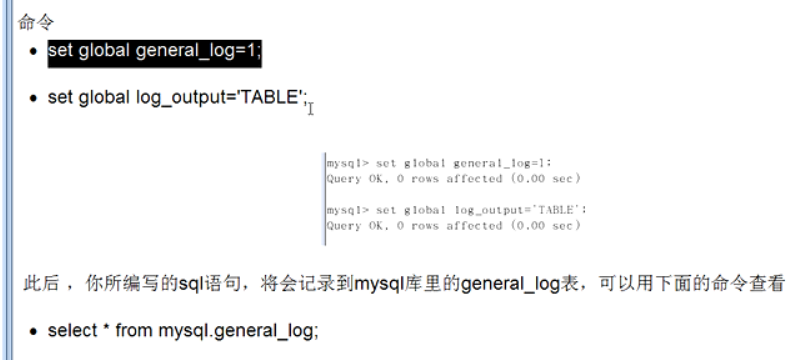 命令
• set global general_log=1;
• set global log_output='TABLE';
mysql> set global general_log=1;
Query OK, 0 rows affected (0.00 sec)
mysql> set global log_output='TABLE';
Query OK, 0 rows affected (0.00 sec)
此后 ，你所编写的sql语句，将会记录到mysql库里的general_log表，可以用下面的命令查看
• select * from mysql.general_log;